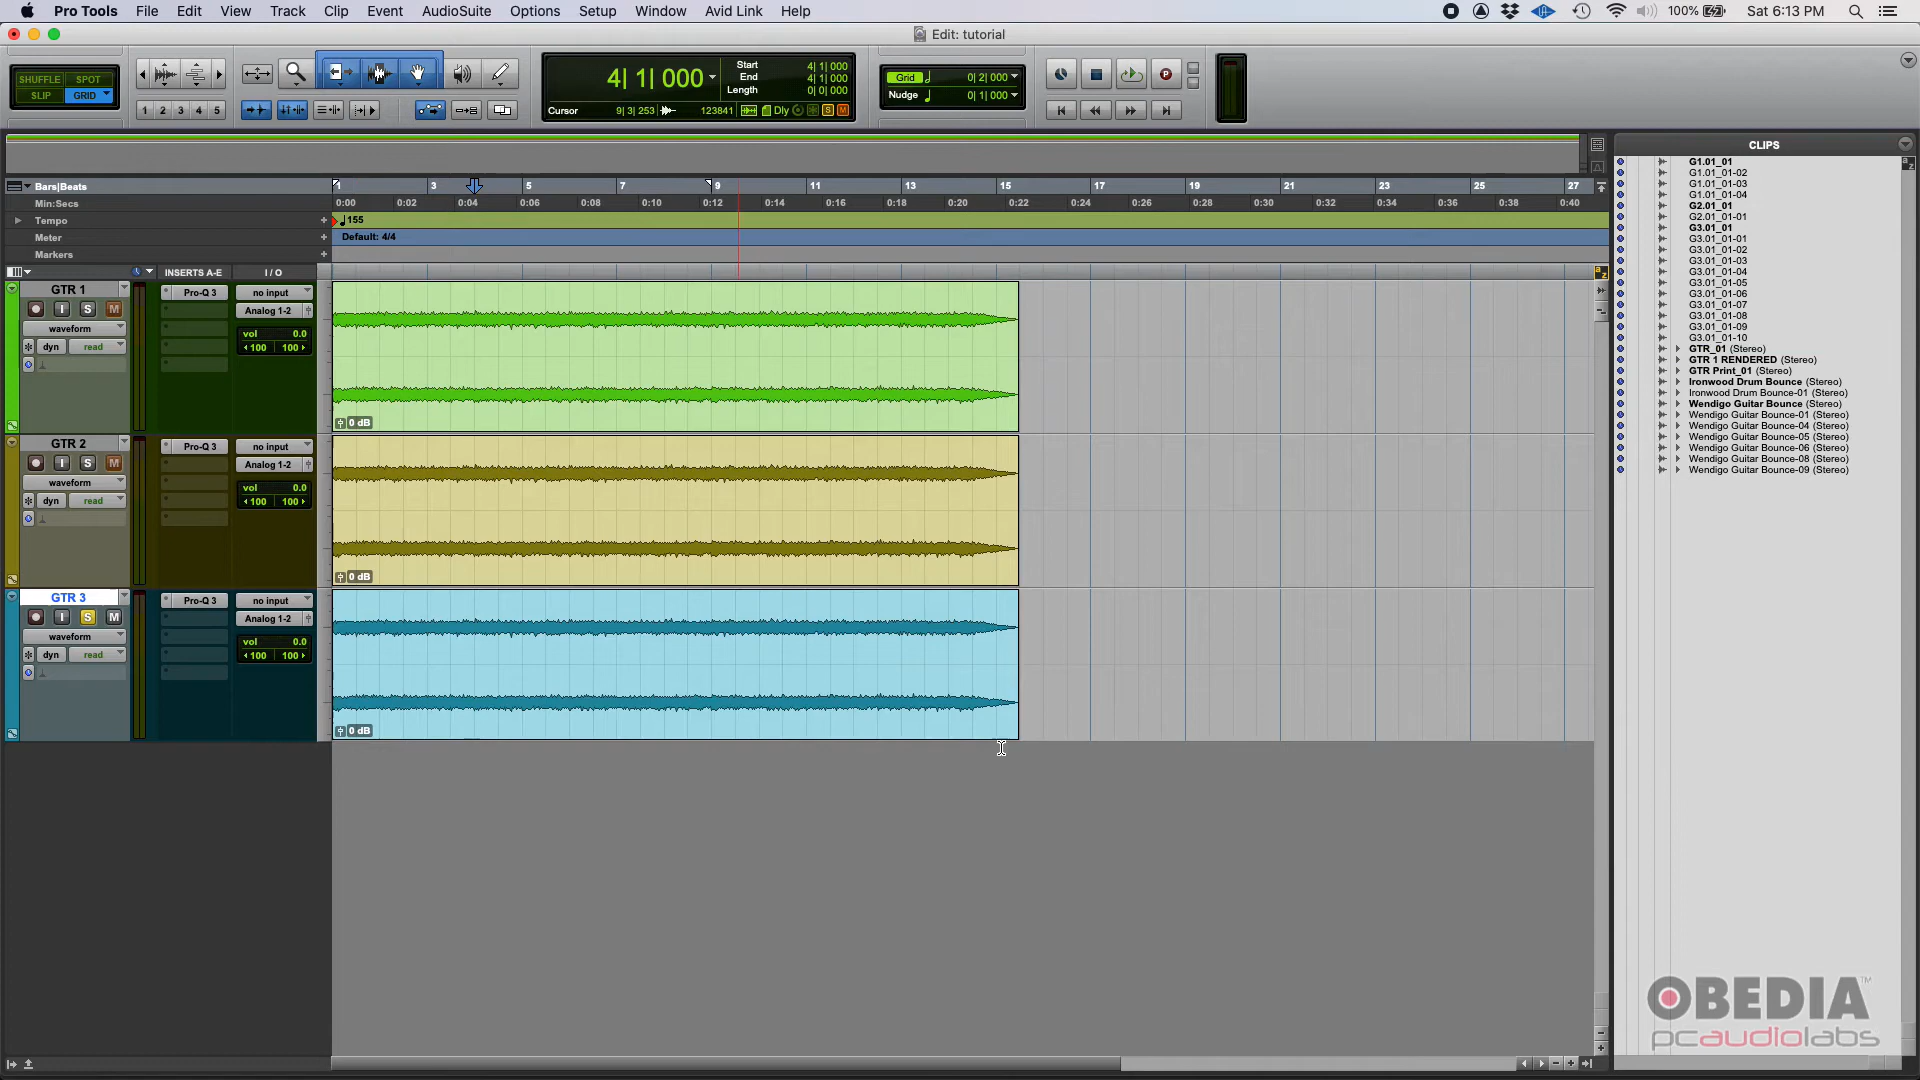 Pro Tools File Edit View Track Clip Event AudioSuite Options Setup Window Avid Link Help 100% Sat 6:13 PM
Edit: tutorial
SHUFFLE SPOT
SLIP GRID
1 2 3 4 5
4| 1| 000
Start 4| 1| 000
End 4| 1| 000
Length 0| 0| 000
Cursor 9| 3| 253 123841 Dly S M
Grid 0| 2| 000
Nudge 0| 1| 000
Bars|Beats 1 3 5 7 9 11 13 15 17 19 21 23 25 27
Min:Secs 0:00 0:02 0:04 0:06 0:08 0:10 0:12 0:14 0:16 0:18 0:20 0:22 0:24 0:26 0:28 0:30 0:32 0:34 0:36 0:38 0:40
Tempo 155
Meter Default: 4/4
Markers
INSERTS A-E I / O
GTR 1 Pro-Q 3 no input
I S M Analog 1-2
waveform vol 0.0
dyn read 100 100
0 dB
GTR 2 Pro-Q 3 no input
I S M Analog 1-2
waveform vol 0.0
dyn read 100 100
0 dB
GTR 3 Pro-Q 3 no input
I S M Analog 1-2
waveform vol 0.0
dyn read 100 100
0 dB
CLIPS
G1.01_01
G1.01_01-02
G1.01_01-03
G1.01_01-04
G2.01_01
G2.01_01-01
G3.01_01
G3.01_01-01
G3.01_01-02
G3.01_01-03
G3.01_01-04
G3.01_01-05
G3.01_01-06
G3.01_01-07
G3.01_01-08
G3.01_01-09
G3.01_01-10
GTR_01 (Stereo)
GTR 1 RENDERED (Stereo)
GTR Print_01 (Stereo)
Ironwood Drum Bounce (Stereo)
Ironwood Drum Bounce-01 (Stereo)
Wendigo Guitar Bounce (Stereo)
Wendigo Guitar Bounce-01 (Stereo)
Wendigo Guitar Bounce-04 (Stereo)
Wendigo Guitar Bounce-05 (Stereo)
Wendigo Guitar Bounce-06 (Stereo)
Wendigo Guitar Bounce-08 (Stereo)
Wendigo Guitar Bounce-09 (Stereo)
OBEDIA™
pcaudiolabs